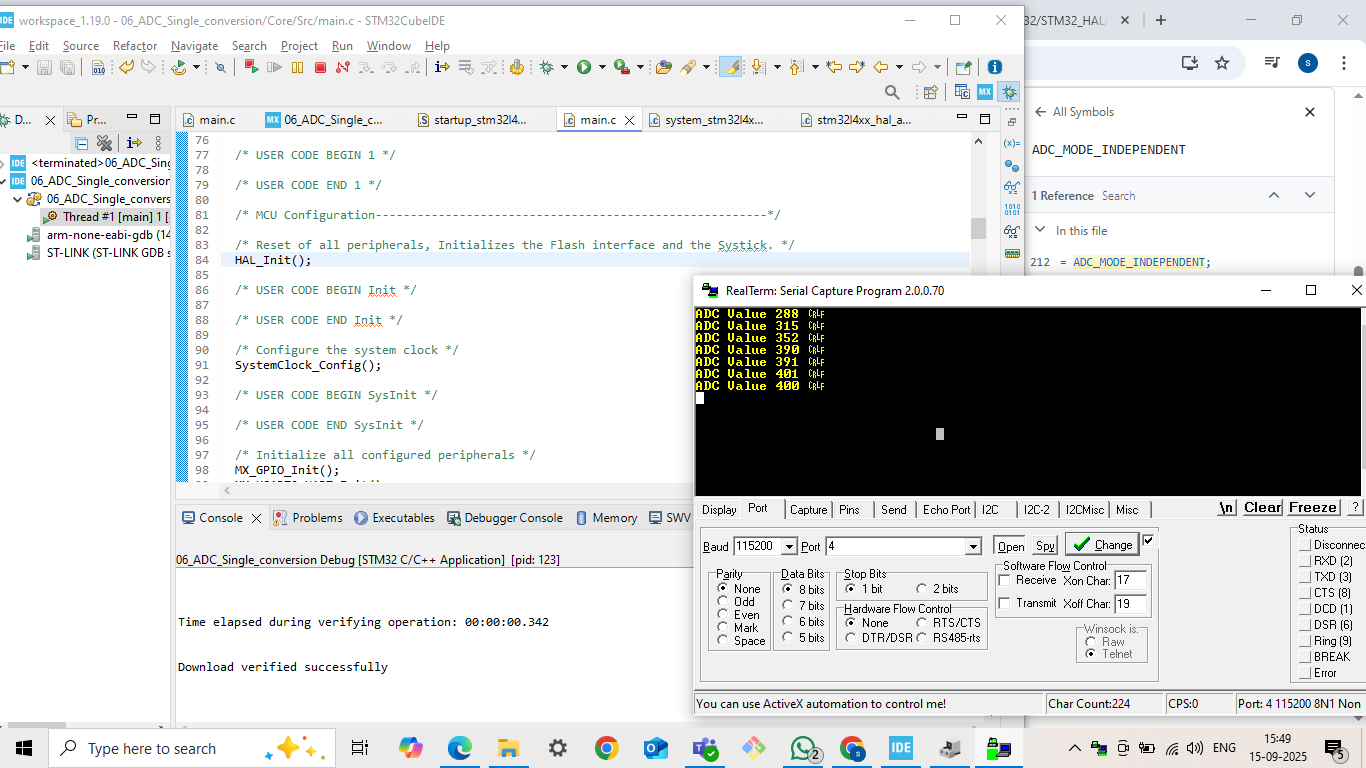 workspace_1.19.0 - 06_ADC_Single_conversion/Core/Src/main.c - STM32CubeIDE
File Edit Source Refactor Navigate Search Project Run Window Help
D... Pr...
<terminated>06_ADC_Sing
06_ADC_Single_conversion
06_ADC_Single_convers
Thread #1 [main] 1 [
arm-none-eabi-gdb (14
ST-LINK (ST-LINK GDB s
main.c 06_ADC_Single_c... startup_stm32l4... main.c system_stm32l4x... stm32l4xx_hal_a...
76
77 /* USER CODE BEGIN 1 */
78
79 /* USER CODE END 1 */
80
81 /* MCU Configuration--------------------------------------------------------*/
82
83 /* Reset of all peripherals, Initializes the Flash interface and the Systick. */
84 HAL_Init();
85
86 /* USER CODE BEGIN Init */
87
88 /* USER CODE END Init */
89
90 /* Configure the system clock */
91 SystemClock_Config();
92
93 /* USER CODE BEGIN SysInit */
94
95 /* USER CODE END SysInit */
96
97 /* Initialize all configured peripherals */
98 MX_GPIO_Init();
Console Problems Executables Debugger Console Memory SWV
06_ADC_Single_conversion Debug [STM32 C/C++ Application] [pid: 123]
Time elapsed during verifying operation: 00:00:00.342
Download verified successfully
32/STM32_HAL/
S
All Symbols
ADC_MODE_INDEPENDENT
1 Reference Search
In this file
212 = ADC_MODE_INDEPENDENT;
RealTerm: Serial Capture Program 2.0.0.70
ADC Value 288 CRLF
ADC Value 315 CRLF
ADC Value 352 CRLF
ADC Value 390 CRLF
ADC Value 391 CRLF
ADC Value 401 CRLF
ADC Value 400 CRLF
Display Port Capture Pins Send Echo Port I2C I2C-2 I2CMisc Misc \n Clear Freeze ?
Baud 115200 Port 4 Open Spy Change
Parity
None
Odd
Even
Mark
Space
Data Bits
8 bits
7 bits
6 bits
5 bits
Stop Bits
1 bit 2 bits
Hardware Flow Control
None RTS/CTS
DTR/DSR RS485-rts
Software Flow Control
Receive Xon Char: 17
Transmit Xoff Char: 19
Winsock is:
Raw
Telnet
Status
Disconnec
RXD (2)
TXD (3)
CTS (8)
DCD (1)
DSR (6)
Ring (9)
BREAK
Error
You can use ActiveX automation to control me! Char Count:224 CPS:0 Port: 4 115200 8N1 Non
Type here to search
2
IDE
ENG
15:49
15-09-2025
5